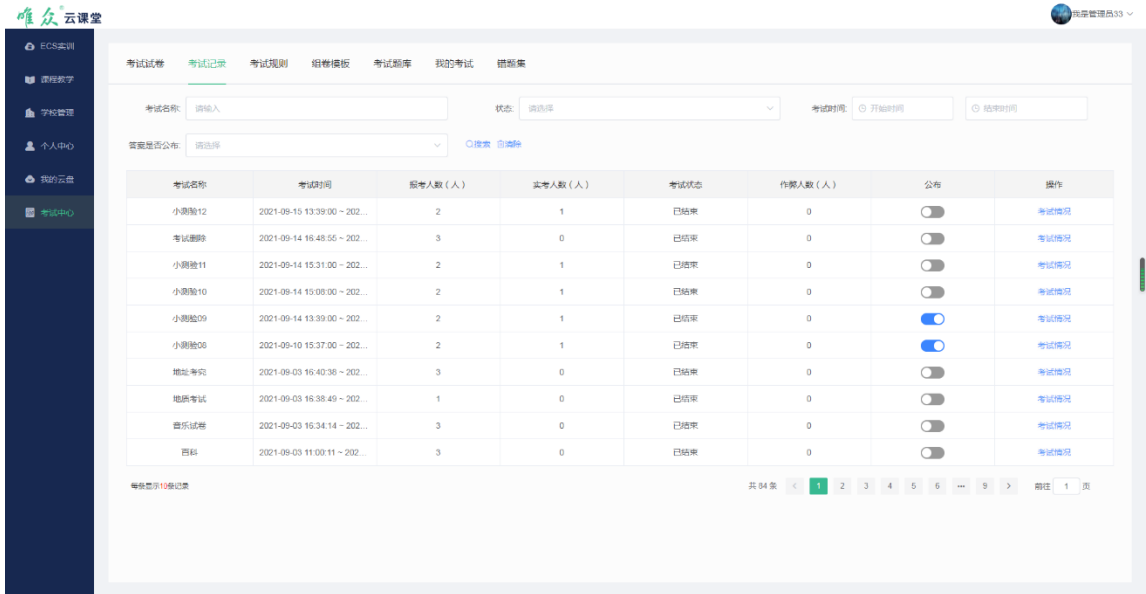 唯众云课堂
我是管理员33
ECS实训
课程教学
学校管理
个人中心
我的云盘
考试中心
考试试卷 考试记录 考试规则 组卷模板 考试题库 我的考试 错题集
考试名称: 请输入 状态: 请选择 考试时间: 开始时间 结束时间
答案是否公布: 请选择 搜索 清除
考试名称 考试时间 报考人数（人） 实考人数（人） 考试状态 作弊人数（人） 公布 操作
小测验12 2021-09-15 13:39:00 ~ 202... 2 1 已结束 0 考试情况
考试删除 2021-09-14 16:48:55 ~ 202... 3 0 已结束 0 考试情况
小测验11 2021-09-14 15:31:00 ~ 202... 2 1 已结束 0 考试情况
小测验10 2021-09-14 15:08:00 ~ 202... 2 1 已结束 0 考试情况
小测验09 2021-09-14 13:39:00 ~ 202... 2 1 已结束 0 考试情况
小测验08 2021-09-10 15:37:00 ~ 202... 2 1 已结束 0 考试情况
地址考究 2021-09-03 16:40:38 ~ 202... 3 0 已结束 0 考试情况
地质考试 2021-09-03 16:38:49 ~ 202... 1 0 已结束 0 考试情况
音乐试卷 2021-09-03 16:34:14 ~ 202... 3 0 已结束 0 考试情况
百科 2021-09-03 11:00:11 ~ 202... 3 0 已结束 0 考试情况
每条显示10条记录 共 84 条 < 1 2 3 4 5 6 ... 9 > 前往 1 页